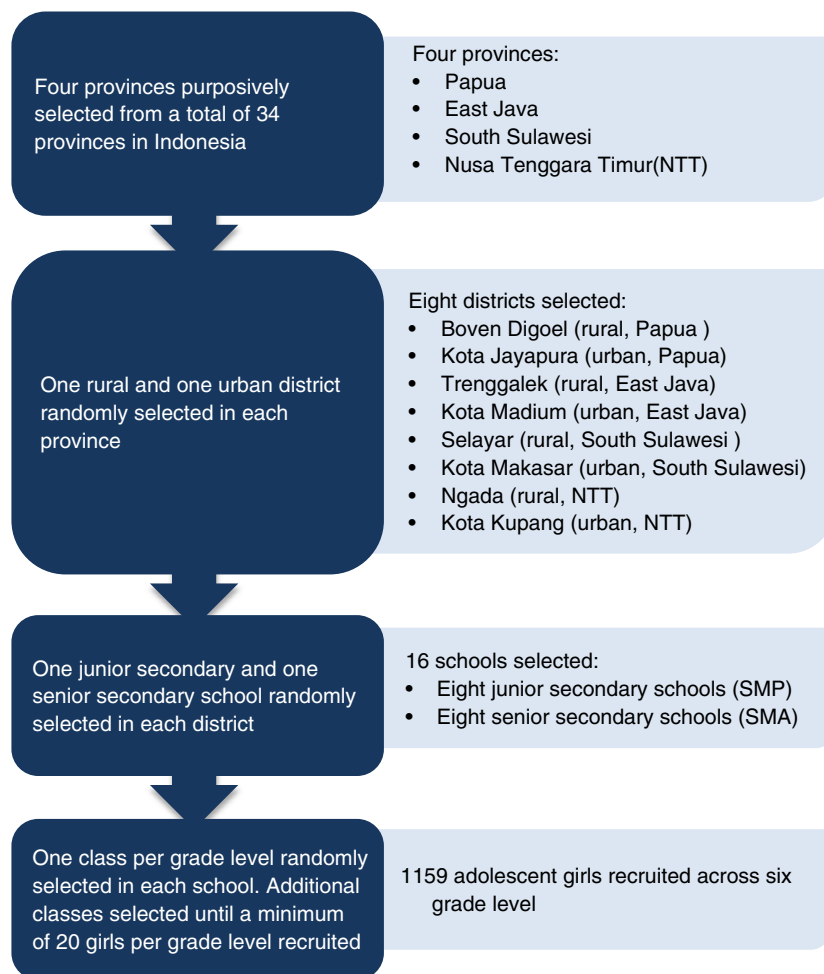 Four provinces purposively
selected from a total of 34
provinces in Indonesia
Four provinces:
• Papua
• East Java
• South Sulawesi
• Nusa Tenggara Timur(NTT)
One rural and one urban district
randomly selected in each
province
Eight districts selected:
• Boven Digoel (rural, Papua )
• Kota Jayapura (urban, Papua)
• Trenggalek (rural, East Java)
• Kota Madium (urban, East Java)
• Selayar (rural, South Sulawesi )
• Kota Makasar (urban, South Sulawesi)
• Ngada (rural, NTT)
• Kota Kupang (urban, NTT)
One junior secondary and one
senior secondary school randomly
selected in each district
16 schools selected:
• Eight junior secondary schools (SMP)
• Eight senior secondary schools (SMA)
One class per grade level randomly
selected in each school. Additional
classes selected until a minimum
of 20 girls per grade level recruited
1159 adolescent girls recruited across six
grade level